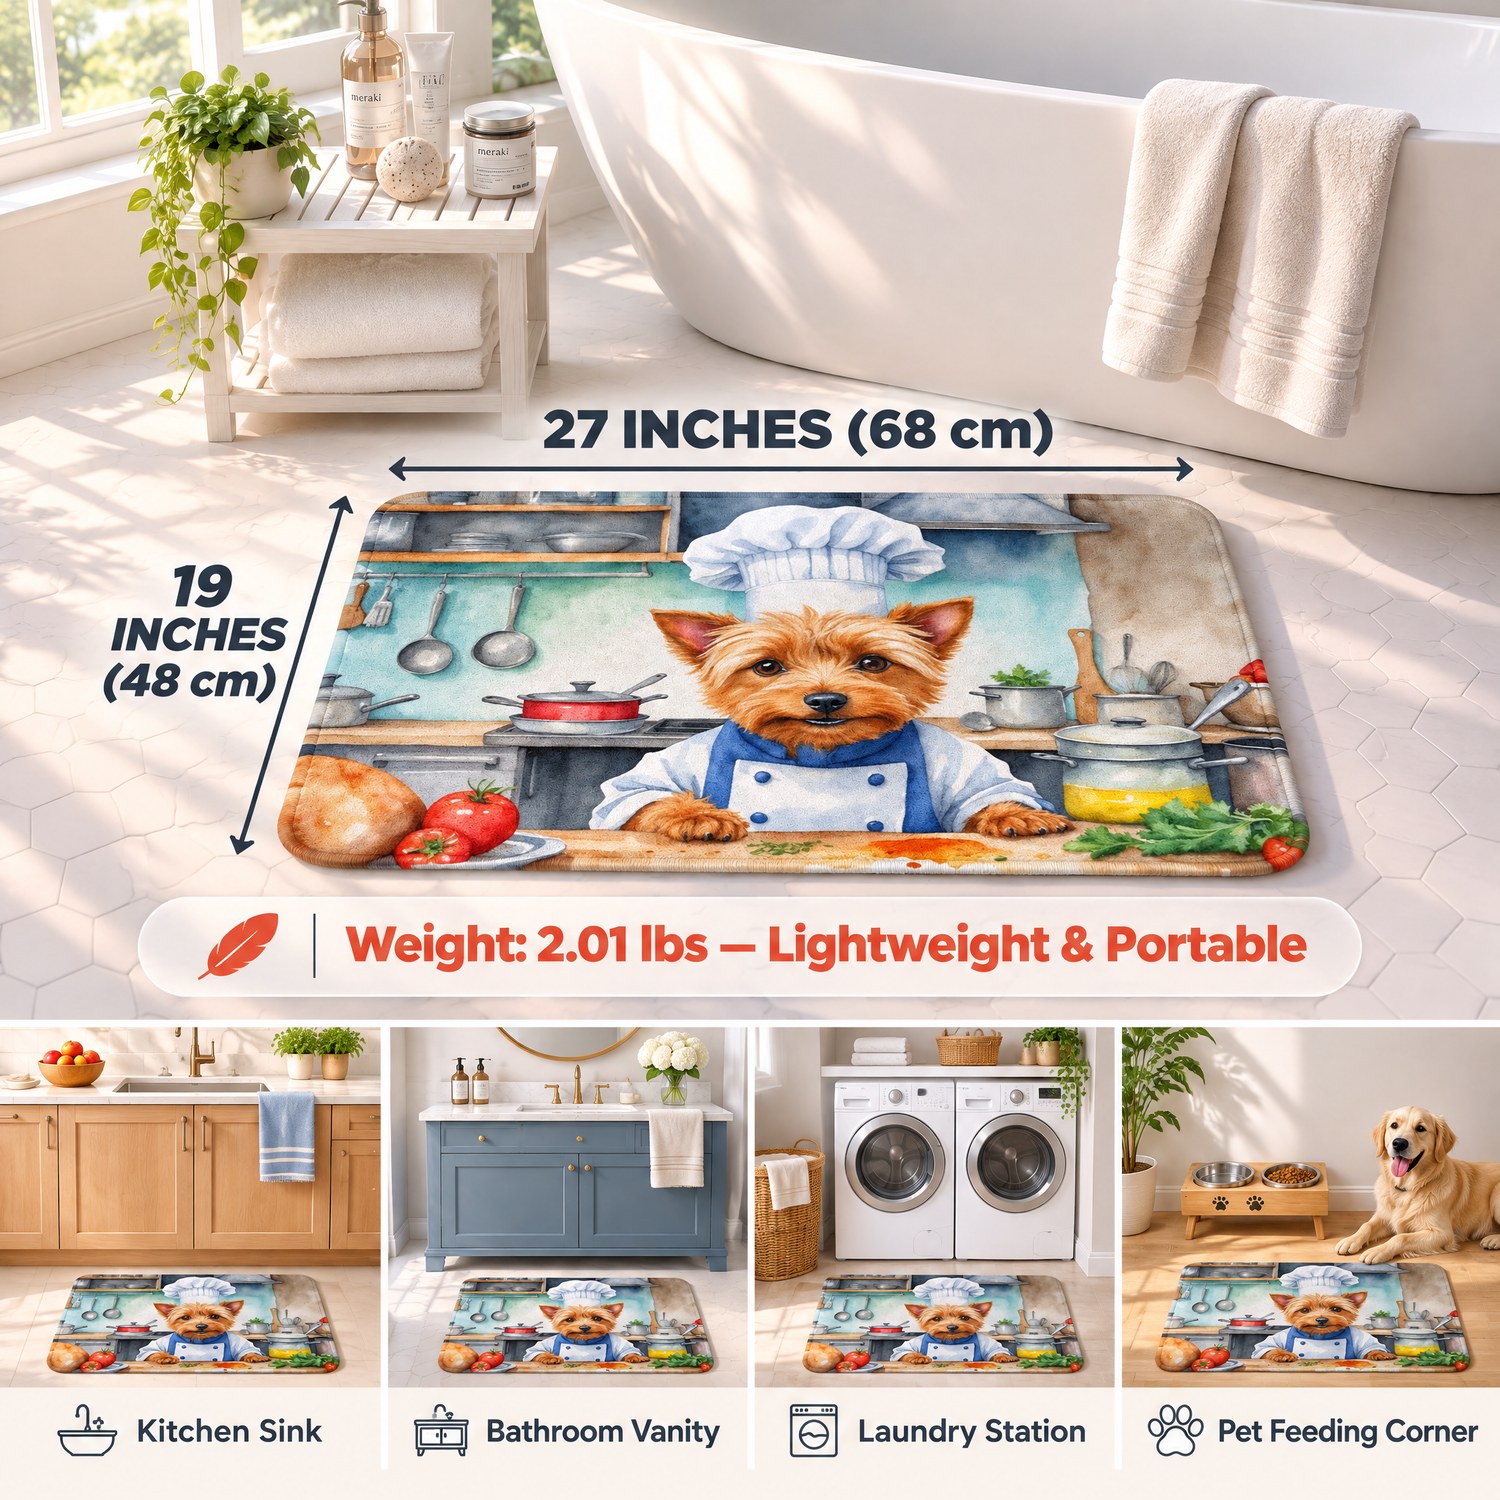 meraki
meraki
27 INCHES (68 cm)
19
INCHES
(48 cm)
Weight: 2.01 lbs — Lightweight & Portable
Kitchen Sink
Bathroom Vanity
Laundry Station
Pet Feeding Corner